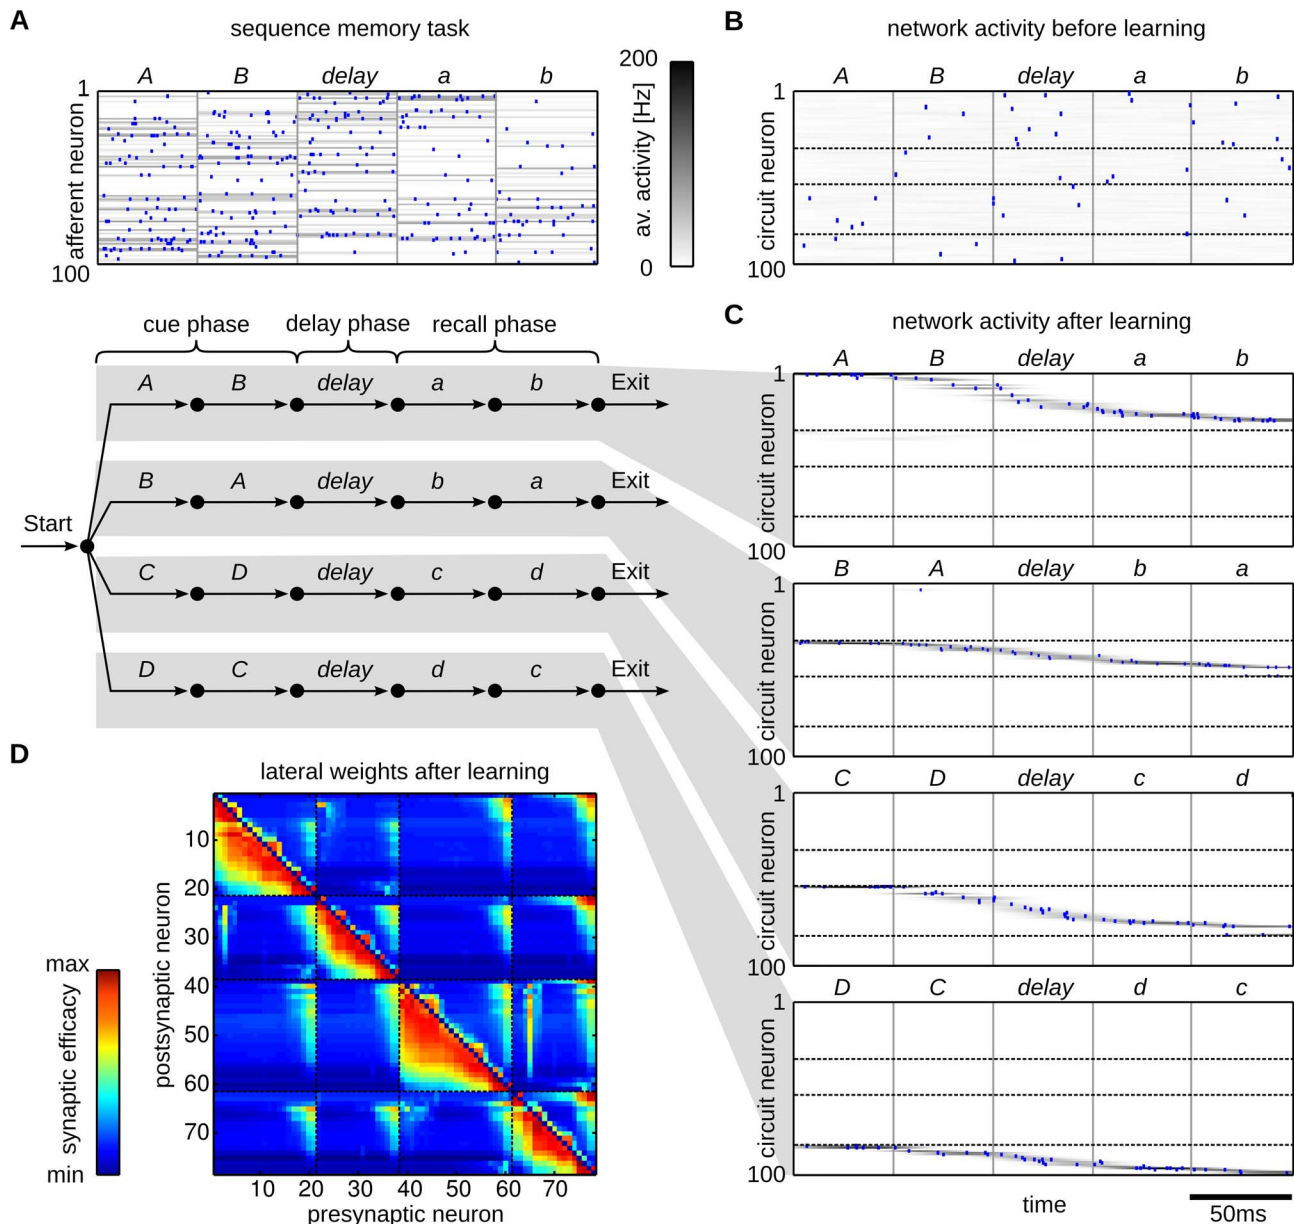 A
sequence memory task
A B delay a b
1
afferent neuron
100
200
av. activity [Hz]
0
B
network activity before learning
A B delay a b
1
circuit neuron
100
cue phase delay phase recall phase
A B delay a b Exit
B A delay b a Exit
Start
C D delay c d Exit
D C delay d c Exit
C
network activity after learning
A B delay a b
1
circuit neuron
100
B A delay b a
1
circuit neuron
100
C D delay c d
1
circuit neuron
100
D C delay d c
1
circuit neuron
100
time
50ms
D
lateral weights after learning
max
synaptic efficacy
min
postsynaptic neuron
10
20
30
40
50
60
70
10 20 30 40 50 60 70
presynaptic neuron